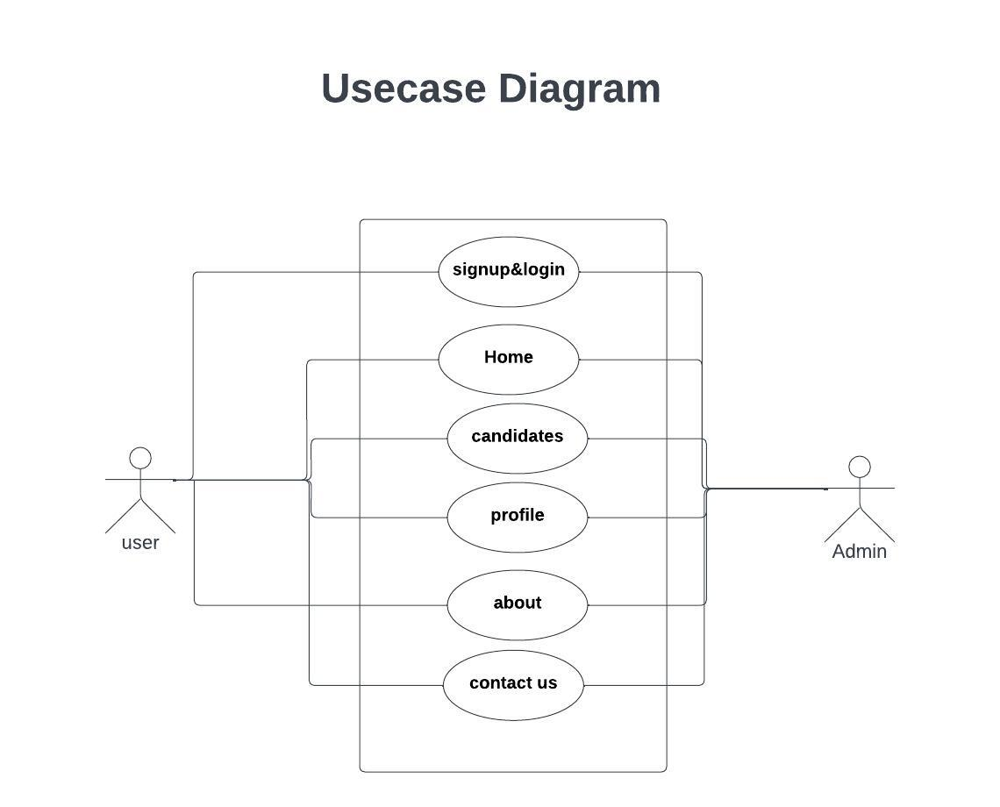 Usecase Diagram
signup&login
Home
candidates
profile
about
contact us
user
Admin